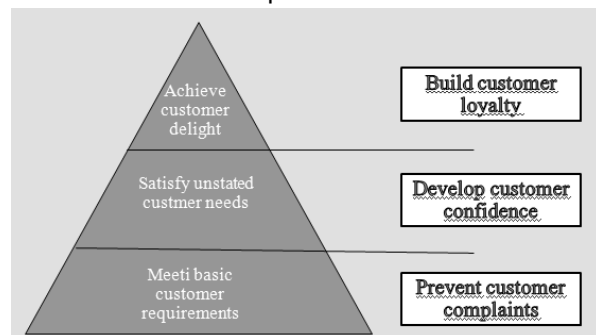 Achieve
customer
delight
Build customer
loyalty
Satisfy unstated
custmer needs
Develop customer
confidence
Meeti basic
customer
requirements
Prevent customer
complaints